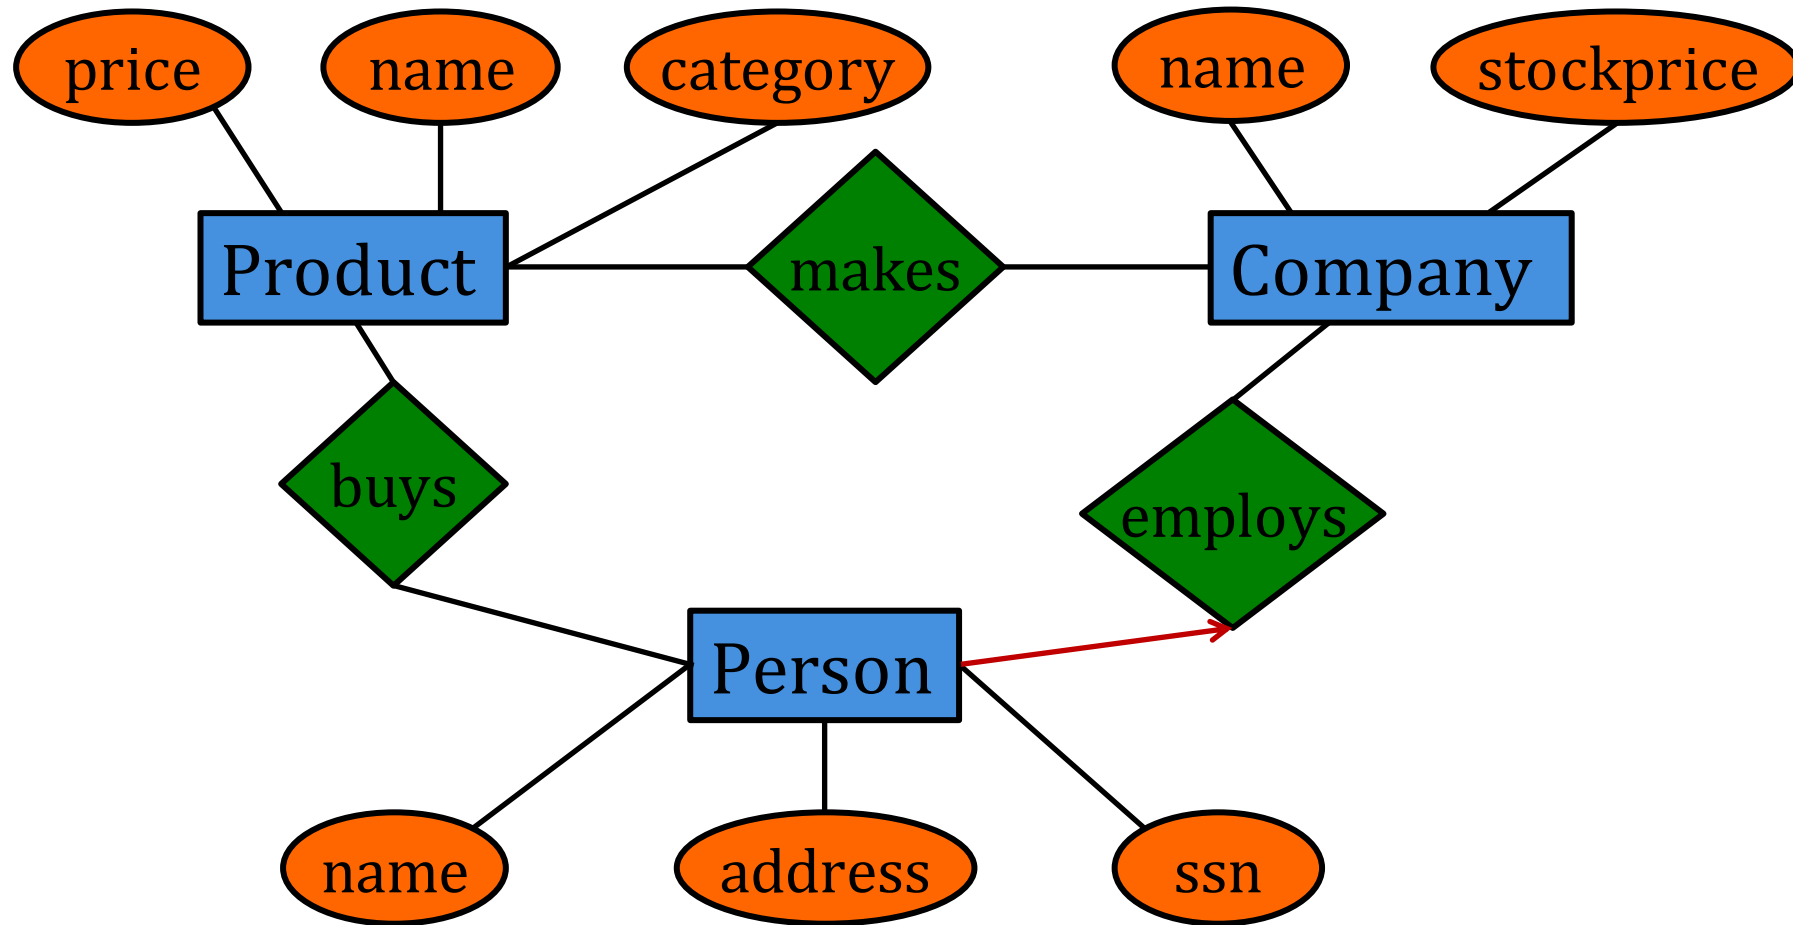 price
name
category
name
stockprice
Product
makes
Company
buys
employs
Person
name
address
ssn